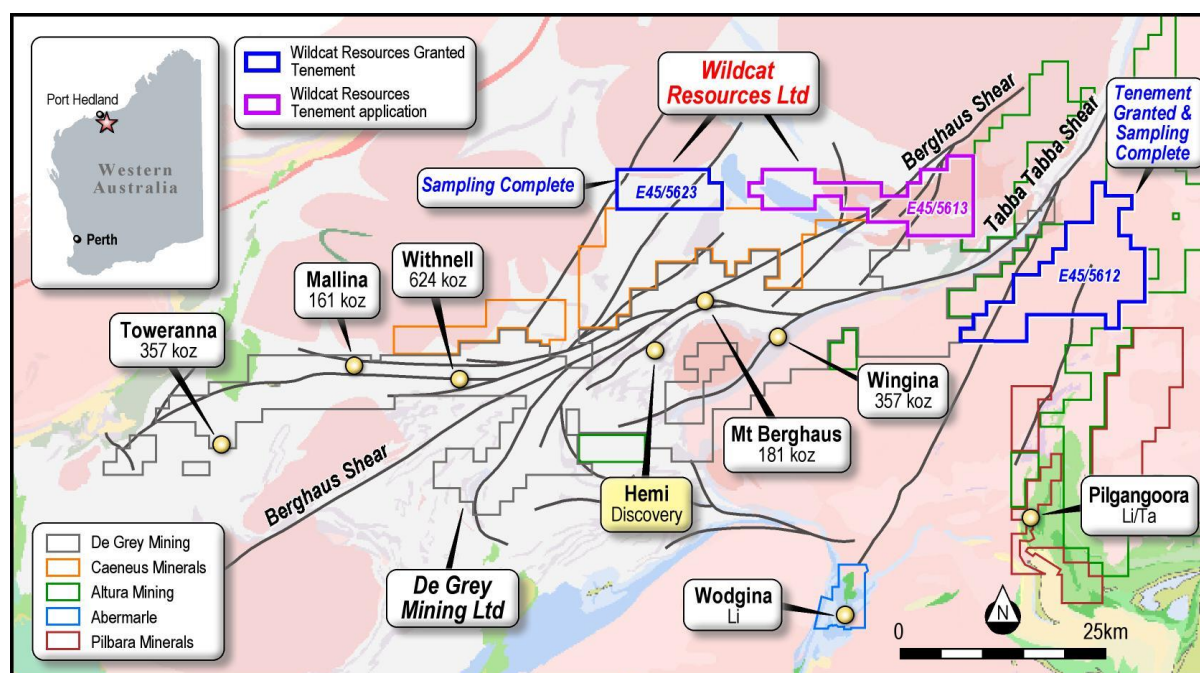 Port Hedland
Western
Australia
Perth
Wildcat Resources Granted
Tenement
Wildcat Resources
Tenement application
Wildcat
Resources Ltd
Berghaus Shear
Tabba Tabba Shear
Tenement
Granted &
Sampling
Complete
Sampling Complete
E45/5623
E45/5613
E45/5612
Mallina
161 koz
Withnell
624 koz
Toweranna
357 koz
Wingina
357 koz
Mt Berghaus
181 koz
Berghaus Shear
Hemi
Discovery
Pilgangoora
Li/Ta
De Grey
Mining Ltd
Wodgina
Li
De Grey Mining
Caeneus Minerals
Altura Mining
Abermarle
Pilbara Minerals
N
0
25km